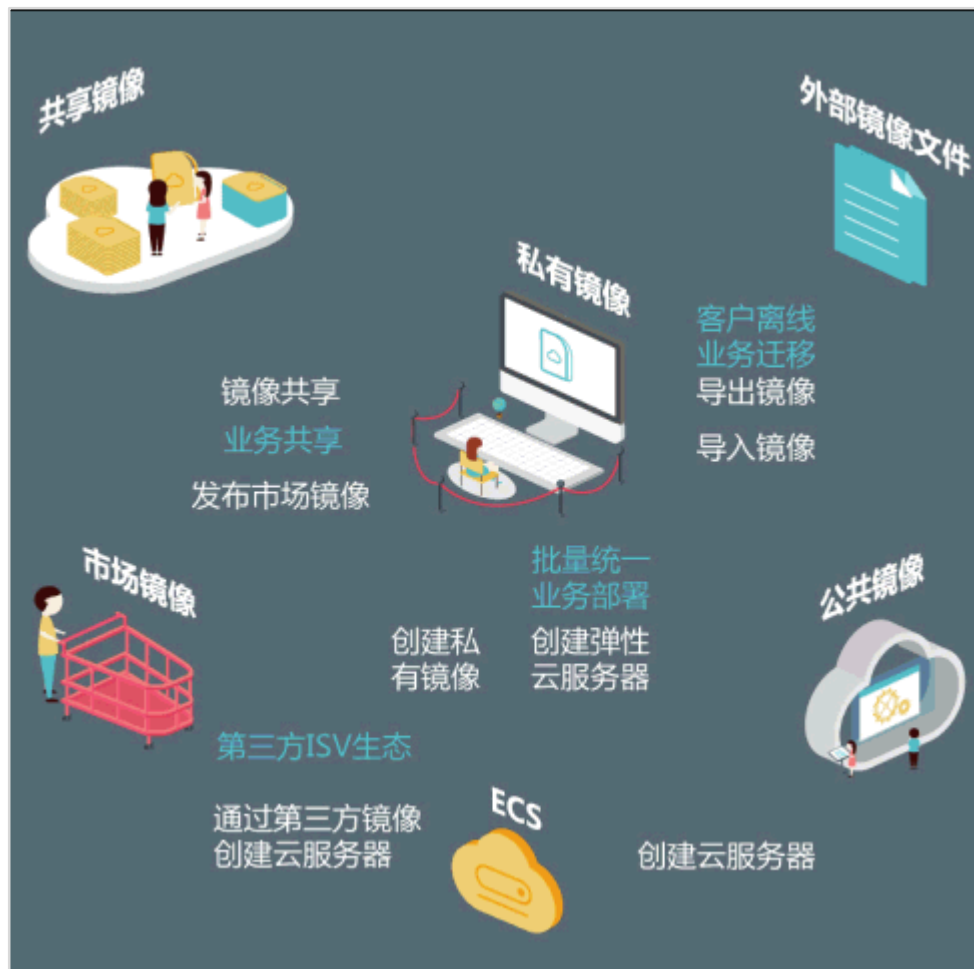 共享镜像
外部镜像文件
私有镜像
客户离线
业务迁移
导出镜像
导入镜像
镜像共享
业务共享
发布市场镜像
市场镜像
批量统一
业务部署
创建私
有镜像
创建弹性
云服务器
公共镜像
第三方ISV生态
通过第三方镜像
创建云服务器
ECS
创建云服务器